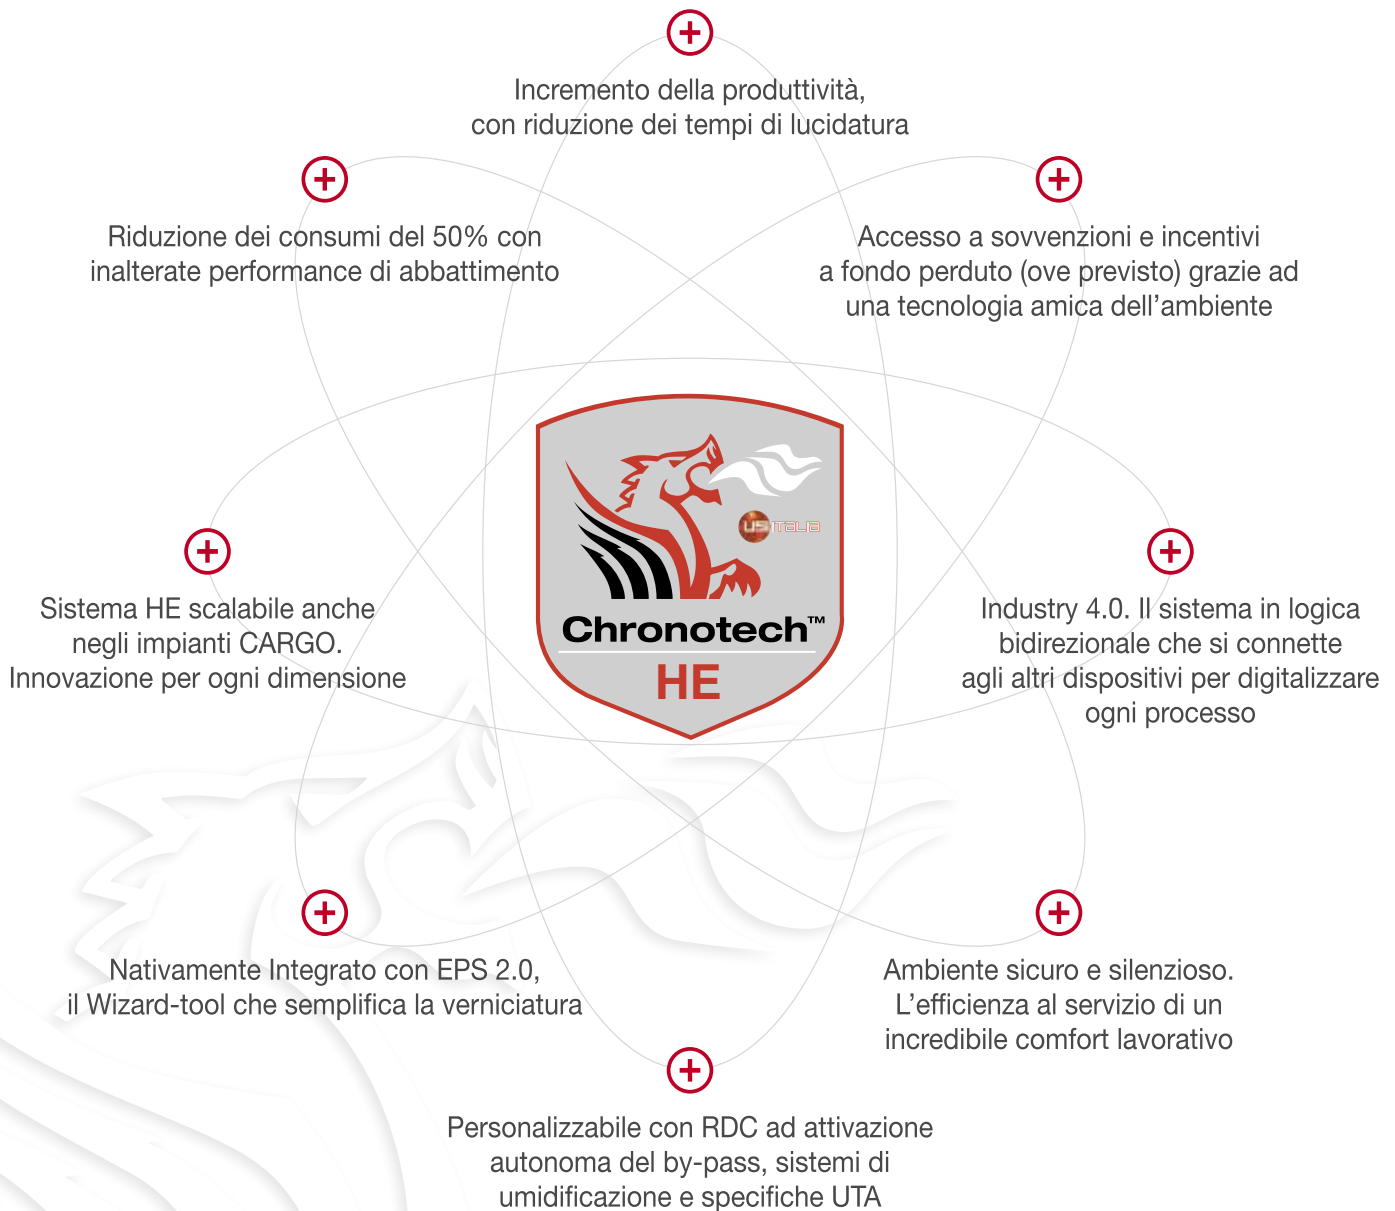 Incremento della produttività,
con riduzione dei tempi di lucidatura
Riduzione dei consumi del 50% con
inalterate performance di abbattimento
Accesso a sovvenzioni e incentivi
a fondo perduto (ove previsto) grazie ad
una tecnologia amica dell’ambiente
US ITALIA
Chronotech™
HE
Sistema HE scalabile anche
negli impianti CARGO.
Innovazione per ogni dimensione
Industry 4.0. Il sistema in logica
bidirezionale che si connette
agli altri dispositivi per digitalizzare
ogni processo
Nativamente Integrato con EPS 2.0,
il Wizard-tool che semplifica la verniciatura
Ambiente sicuro e silenzioso.
L’efficienza al servizio di un
incredibile comfort lavorativo
Personalizzabile con RDC ad attivazione
autonoma del by-pass, sistemi di
umidificazione e specifiche UTA